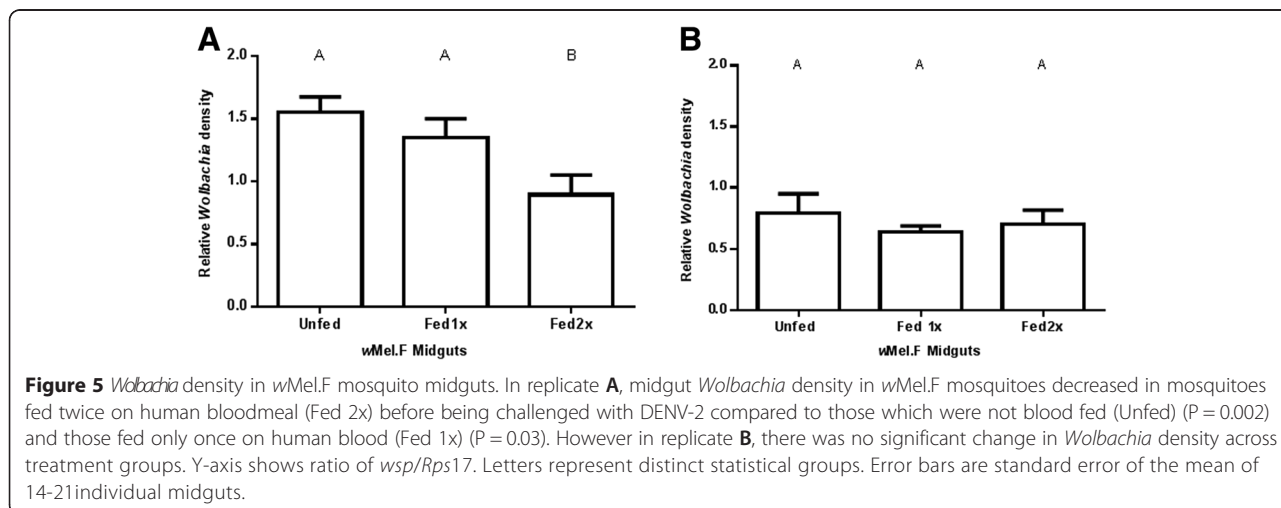 A
B
A A B
A A A
2.0
1.5
1.0
0.5
0.0
Relative Wolbachia density
Unfed Fed1x Fed2x
wMel.F Midguts
2.0
1.5
1.0
0.5
0.0
Relative Wolbachia density
Unfed Fed 1x Fed2x
wMel.F Midguts
Figure 5 Wolbachia density in wMel.F mosquito midguts. In replicate A, midgut Wolbachia density in wMel.F mosquitoes decreased in mosquitoes
fed twice on human bloodmeal (Fed 2x) before being challenged with DENV-2 compared to those which were not blood fed (Unfed) (P = 0.002)
and those fed only once on human blood (Fed 1x) (P = 0.03). However in replicate B, there was no significant change in Wolbachia density across
treatment groups. Y-axis shows ratio of wsp/Rps17. Letters represent distinct statistical groups. Error bars are standard error of the mean of
14-21individual midguts.